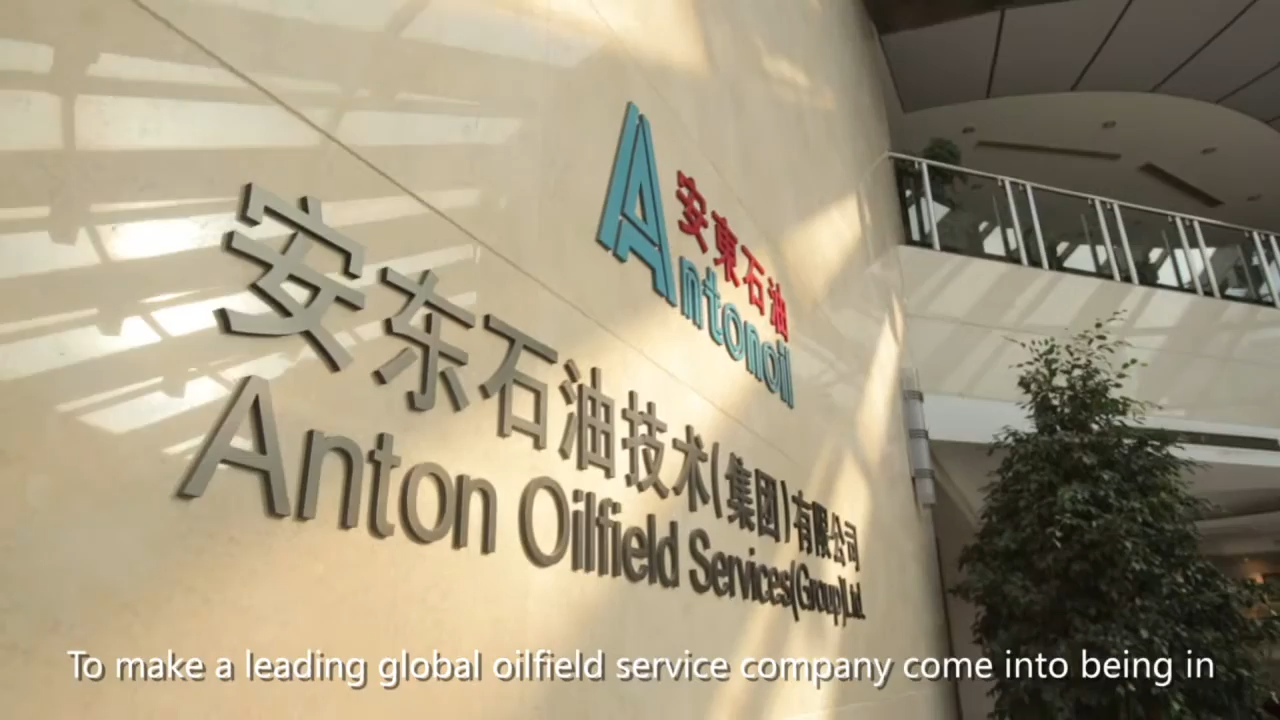 安東石油
Antonoil
安东石油技术(集团)有限公司
Anton Oilfield Services(Group)Ltd.
To make a leading global oilfield service company come into being in